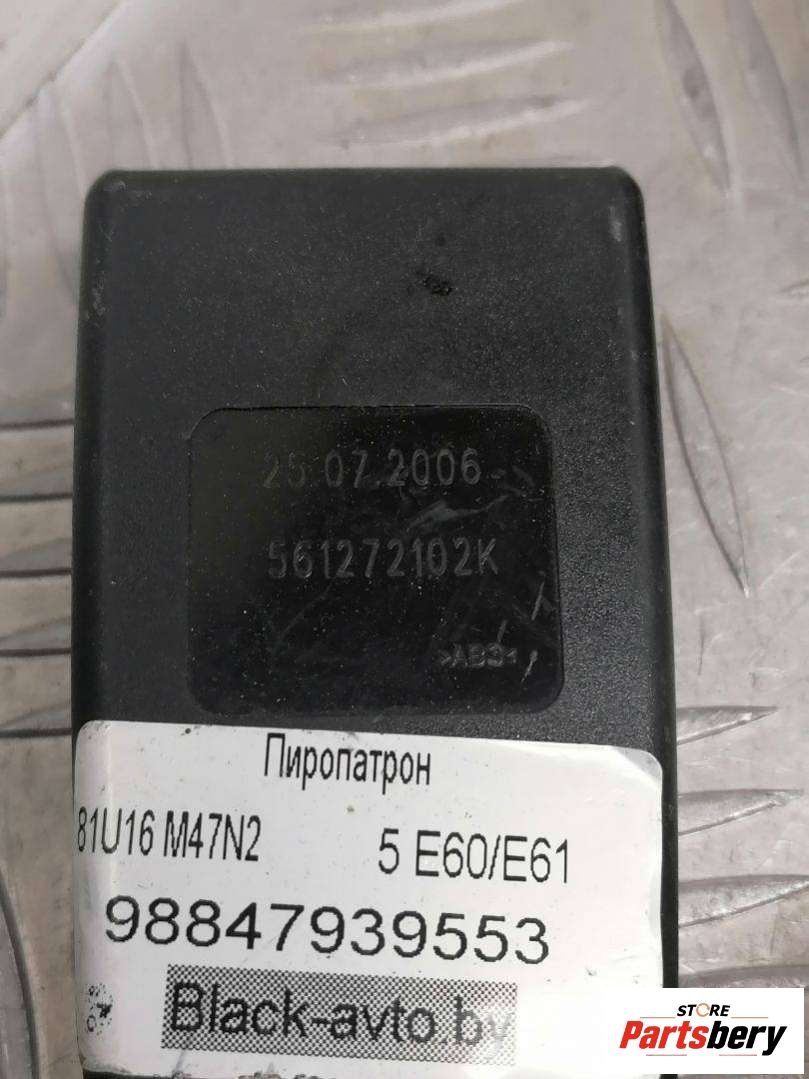 25.07.2006
561272102K
>ABS<
Пиропатрон
81U16 M47N2 5 E60/E61
98847939553
Black-avto.by
STORE
Partsbery